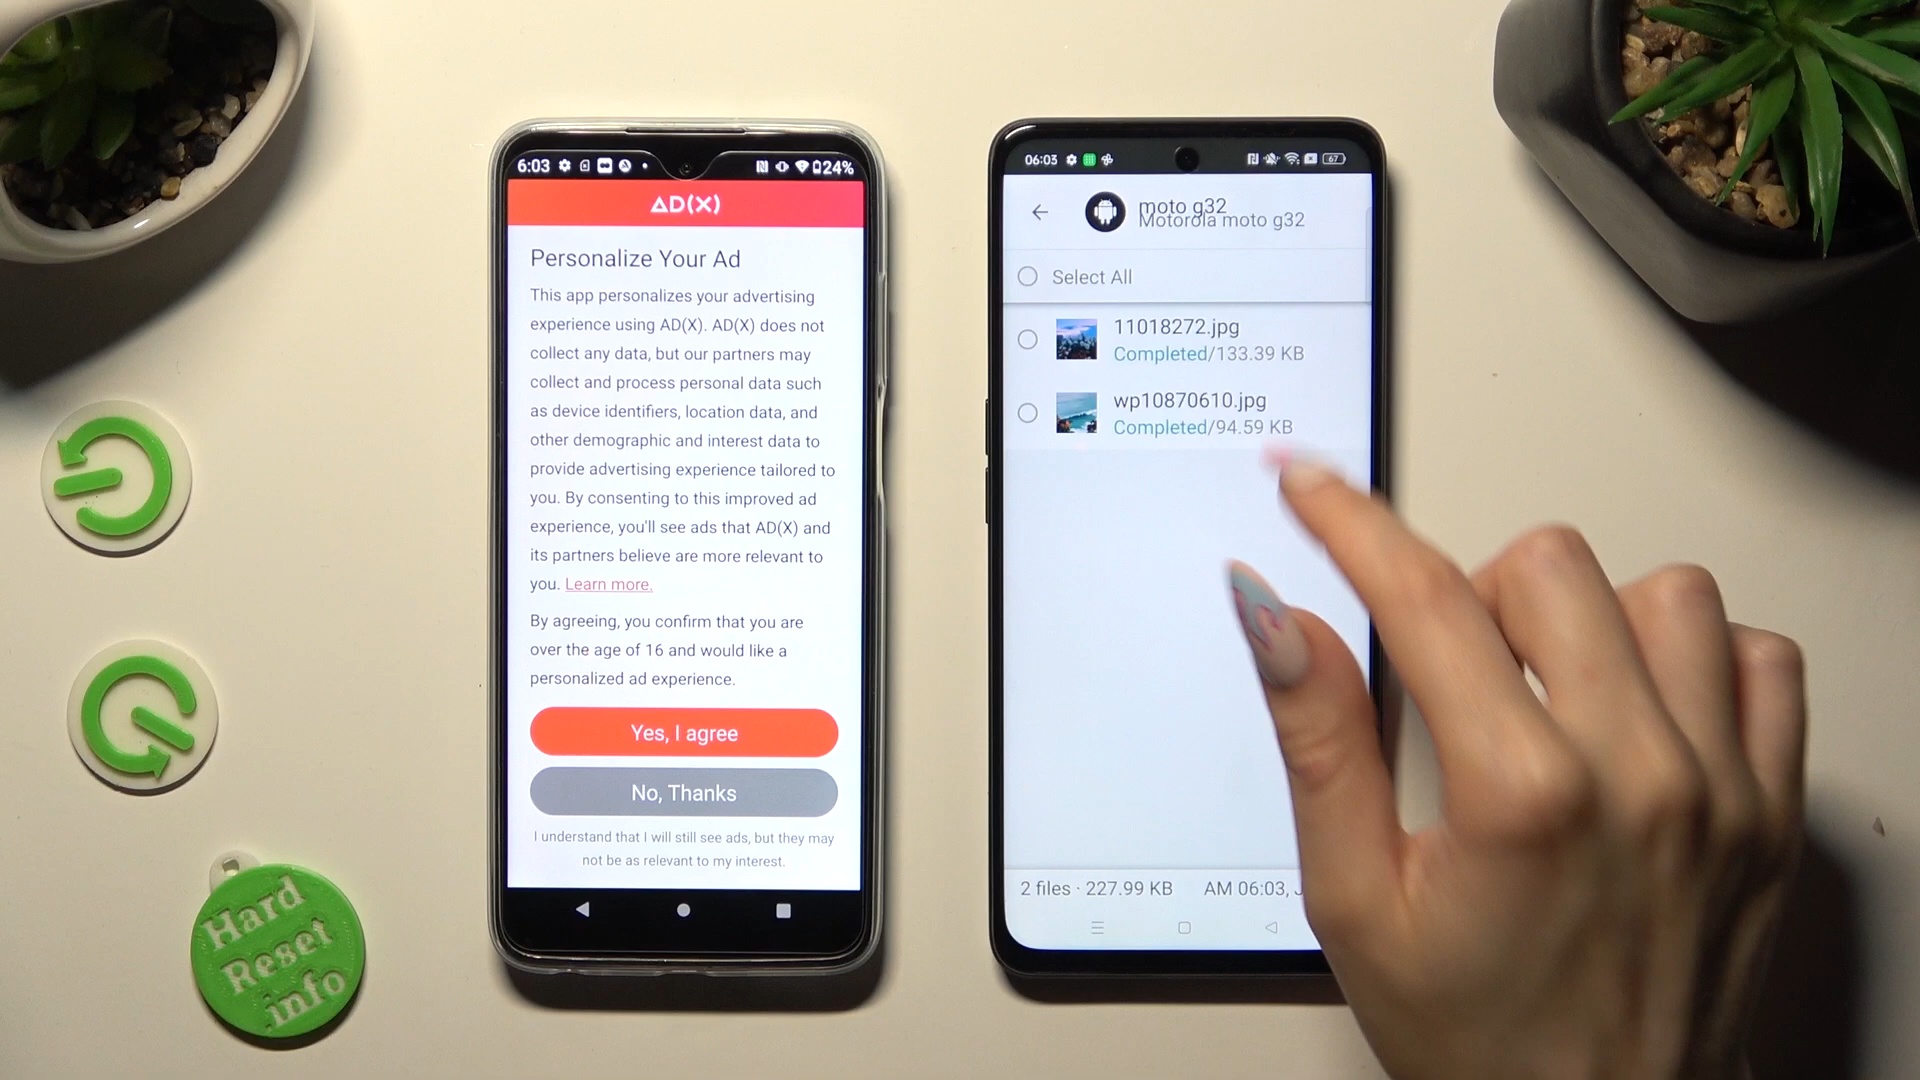 6:03
24%
AD(X)
Personalize Your Ad
This app personalizes your advertising
experience using AD(X). AD(X) does not
collect any data, but our partners may
collect and process personal data such
as device identifiers, location data, and
other demographic and interest data to
provide advertising experience tailored to
you. By consenting to this improved ad
experience, you'll see ads that AD(X) and
its partners believe are more relevant to
you. Learn more.
By agreeing, you confirm that you are
over the age of 16 and would like a
personalized ad experience.
Yes, I agree
No, Thanks
I understand that I will still see ads, but they may
not be as relevant to my interest.
06:03
67
moto g32
Motorola moto g32
Select All
11018272.jpg
Completed/133.39 KB
wp10870610.jpg
Completed/94.59 KB
2 files · 227.99 KB AM 06:03,
Hard
Reset
.info